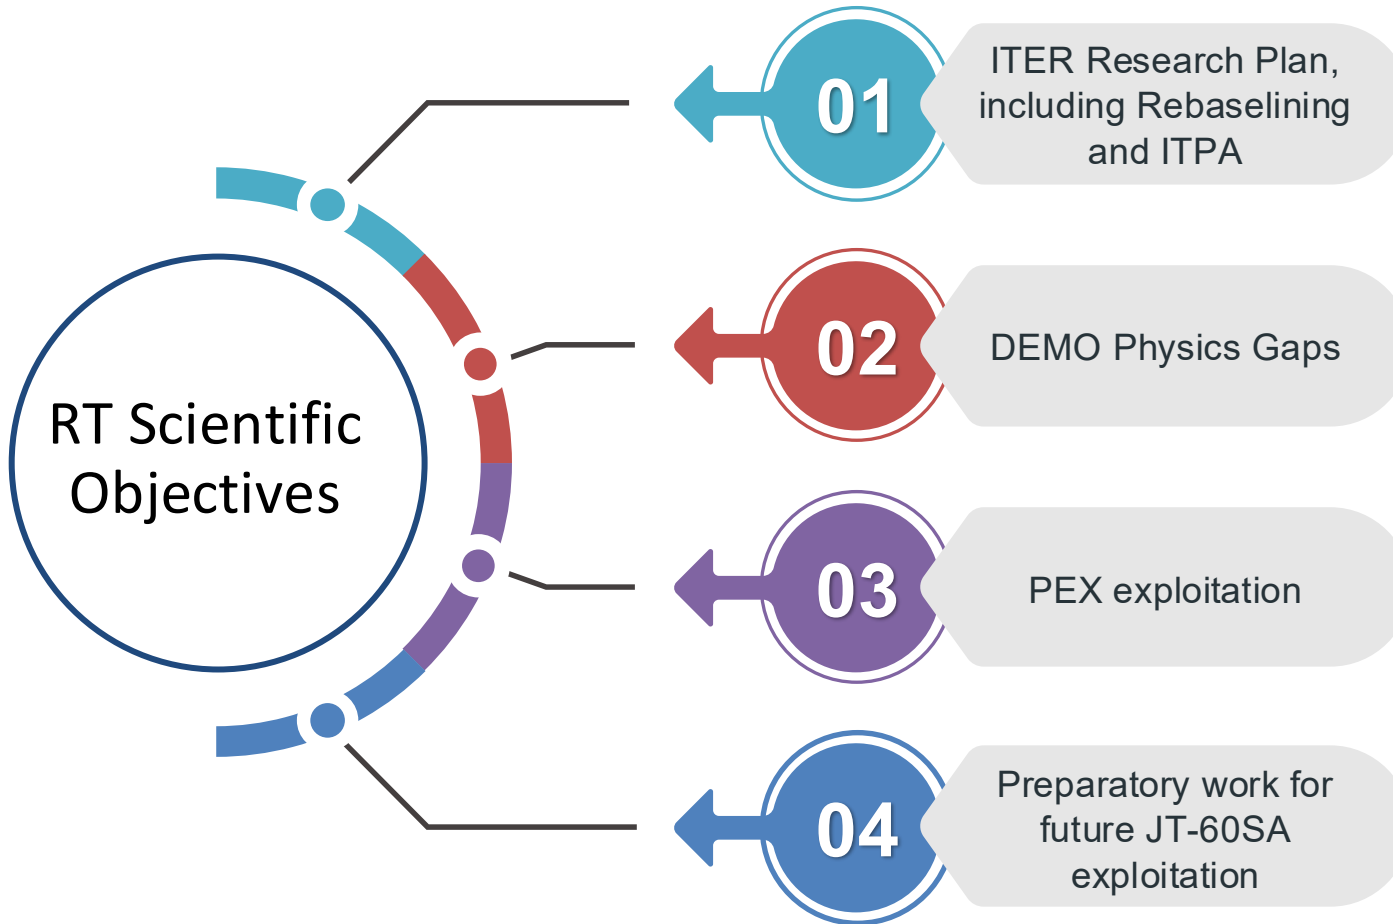 RT Scientific
Objectives
01
ITER Research Plan,
including Rebaselining
and ITPA
02
DEMO Physics Gaps
03
PEX exploitation
04
Preparatory work for
future JT-60SA
exploitation